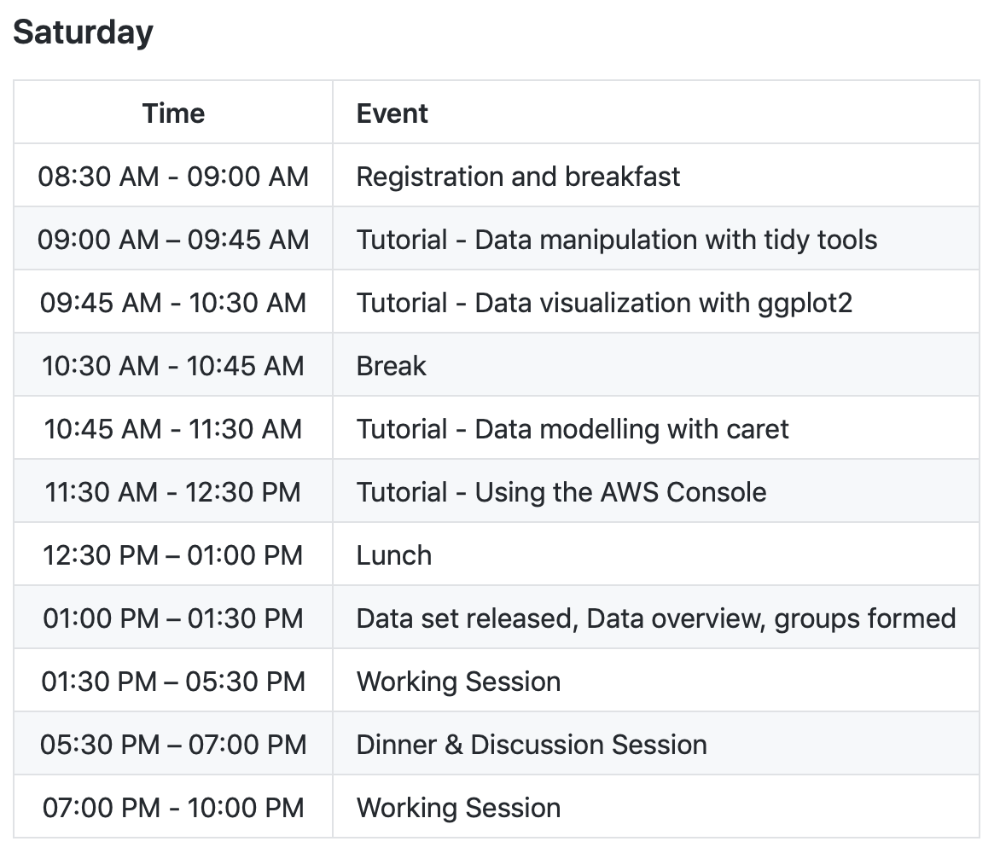 Saturday
Time Event
08:30 AM - 09:00 AM Registration and breakfast
09:00 AM – 09:45 AM Tutorial - Data manipulation with tidy tools
09:45 AM - 10:30 AM Tutorial - Data visualization with ggplot2
10:30 AM - 10:45 AM Break
10:45 AM - 11:30 AM Tutorial - Data modelling with caret
11:30 AM - 12:30 PM Tutorial - Using the AWS Console
12:30 PM – 01:00 PM Lunch
01:00 PM – 01:30 PM Data set released, Data overview, groups formed
01:30 PM – 05:30 PM Working Session
05:30 PM – 07:00 PM Dinner & Discussion Session
07:00 PM - 10:00 PM Working Session